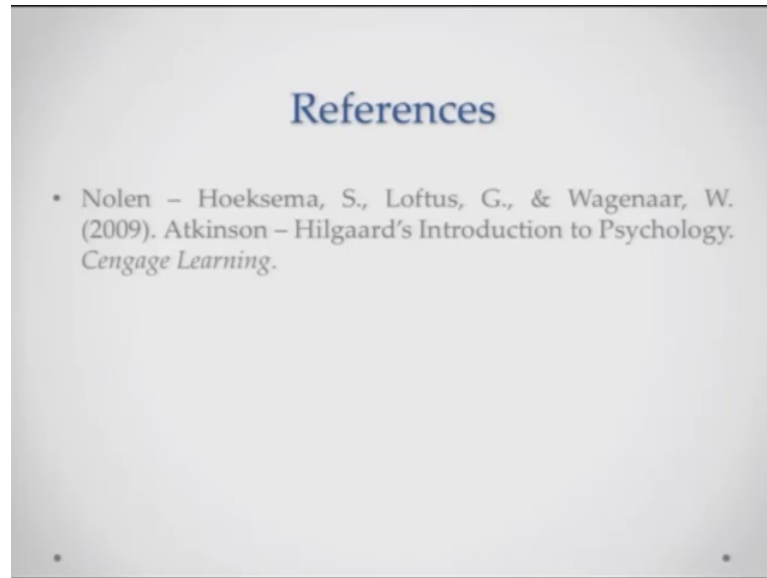 References
• Nolen – Hoeksema, S., Loftus, G., & Wagenaar, W.
(2009). Atkinson – Hilgaard's Introduction to Psychology.
Cengage Learning.